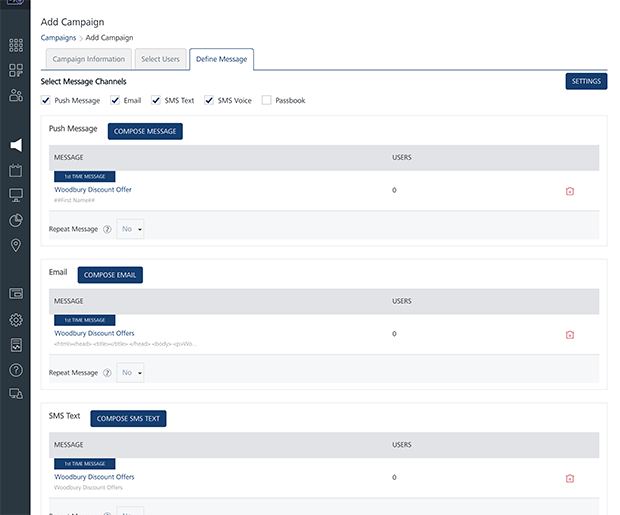 Add Campaign
Campaigns > Add Campaign
Campaign Information Select Users Define Message
Select Message Channels SETTINGS
Push Message Email SMS Text SMS Voice Passbook
Push Message COMPOSE MESSAGE
MESSAGE USERS
1st TIME MESSAGE
Woodbury Discount Offer 0
##First Name##
Repeat Message ? No
Email COMPOSE EMAIL
MESSAGE USERS
1st TIME MESSAGE
Woodbury Discount Offers 0
<html><head> <title></title> </head> <body> <p>Wo...
Repeat Message ? No
SMS Text COMPOSE SMS TEXT
MESSAGE USERS
1st TIME MESSAGE
Woodbury Discount Offers 0
Woodbury Discount Offers
Repeat Message ? No